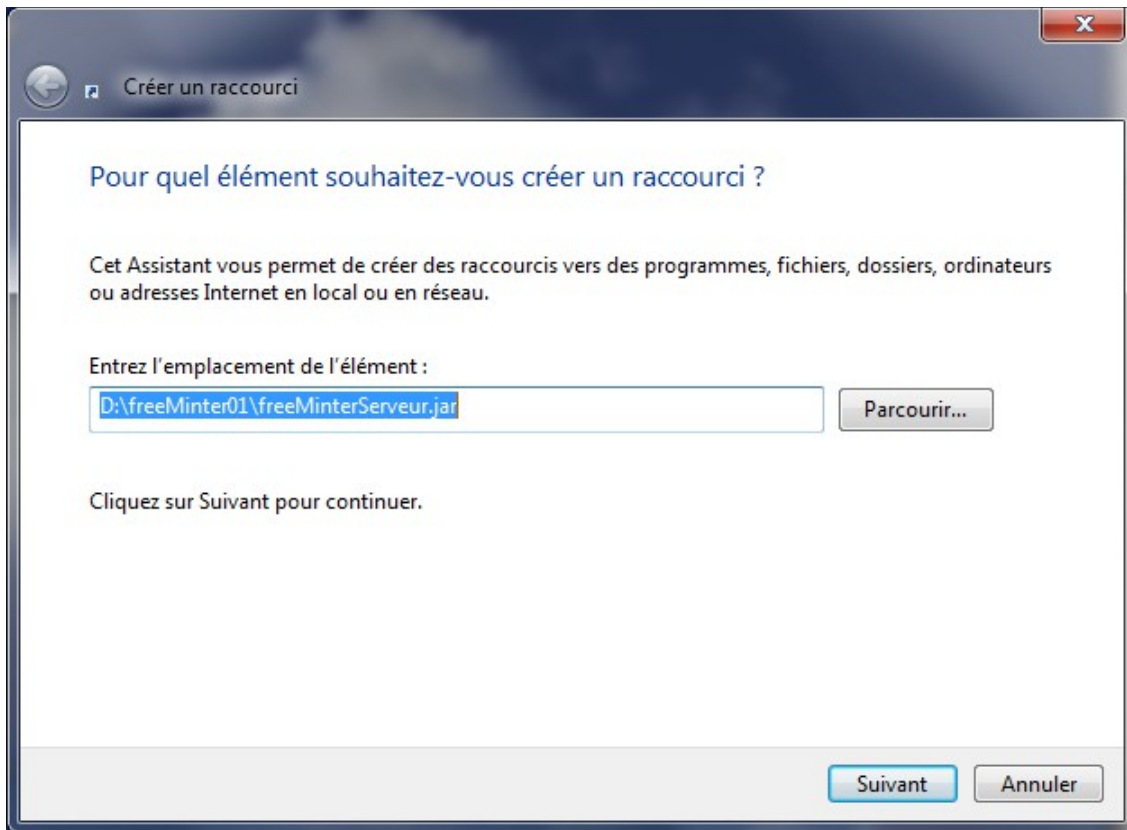 Créer un raccourci
Pour quel élément souhaitez-vous créer un raccourci ?
Cet Assistant vous permet de créer des raccourcis vers des programmes, fichiers, dossiers, ordinateurs
ou adresses Internet en local ou en réseau.
Entrez l'emplacement de l'élément :
D:\freeMinter01\freeMinterServeur.jar
Parcourir...
Cliquez sur Suivant pour continuer.
Suivant
Annuler